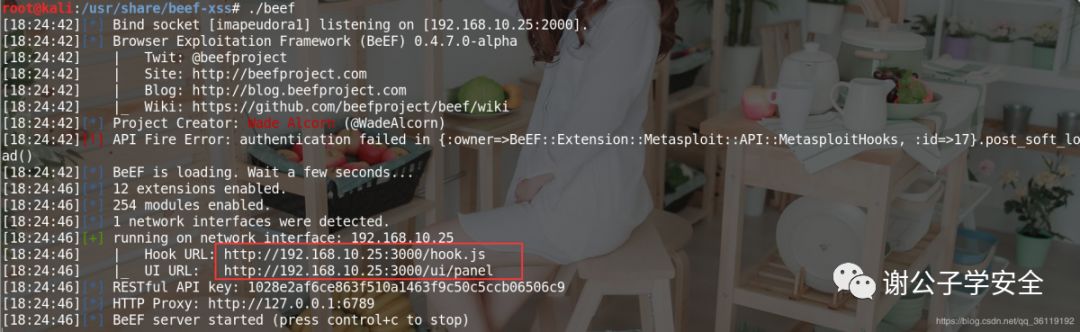 root@kali:/usr/share/beef-xss# ./beef
[18:24:42][*] Bind socket [imapeudora1] listening on [192.168.10.25:2000].
[18:24:42][*] Browser Exploitation Framework (BeEF) 0.4.7.0-alpha
[18:24:42]    |   Twit: @beefproject
[18:24:42]    |   Site: http://beefproject.com
[18:24:42]    |   Blog: http://blog.beefproject.com
[18:24:42]    |_  Wiki: https://github.com/beefproject/beef/wiki
[18:24:42][*] Project Creator: Wade Alcorn (@WadeAlcorn)
[18:24:42][!] API Fire Error: authentication failed in {:owner=>BeEF::Extension::Metasploit::API::MetasploitHooks, :id=>17}.post_soft_lo
ad()
[18:24:42][*] BeEF is loading. Wait a few seconds...
[18:24:46][*] 12 extensions enabled.
[18:24:46][*] 254 modules enabled.
[18:24:46][*] 1 network interfaces were detected.
[18:24:46][+] running on network interface: 192.168.10.25
[18:24:46]    |   Hook URL: http://192.168.10.25:3000/hook.js
[18:24:46]    |_  UI URL:   http://192.168.10.25:3000/ui/panel
[18:24:46][*] RESTful API key: 1028e2af6ce863f510a1463f9c50c5ccb06506c9
[18:24:46][*] HTTP Proxy: http://127.0.0.1:6789
[18:24:46][*] BeEF server started (press control+c to stop)
谢公子学安全
https://blog.csdn.net/qq_36119192